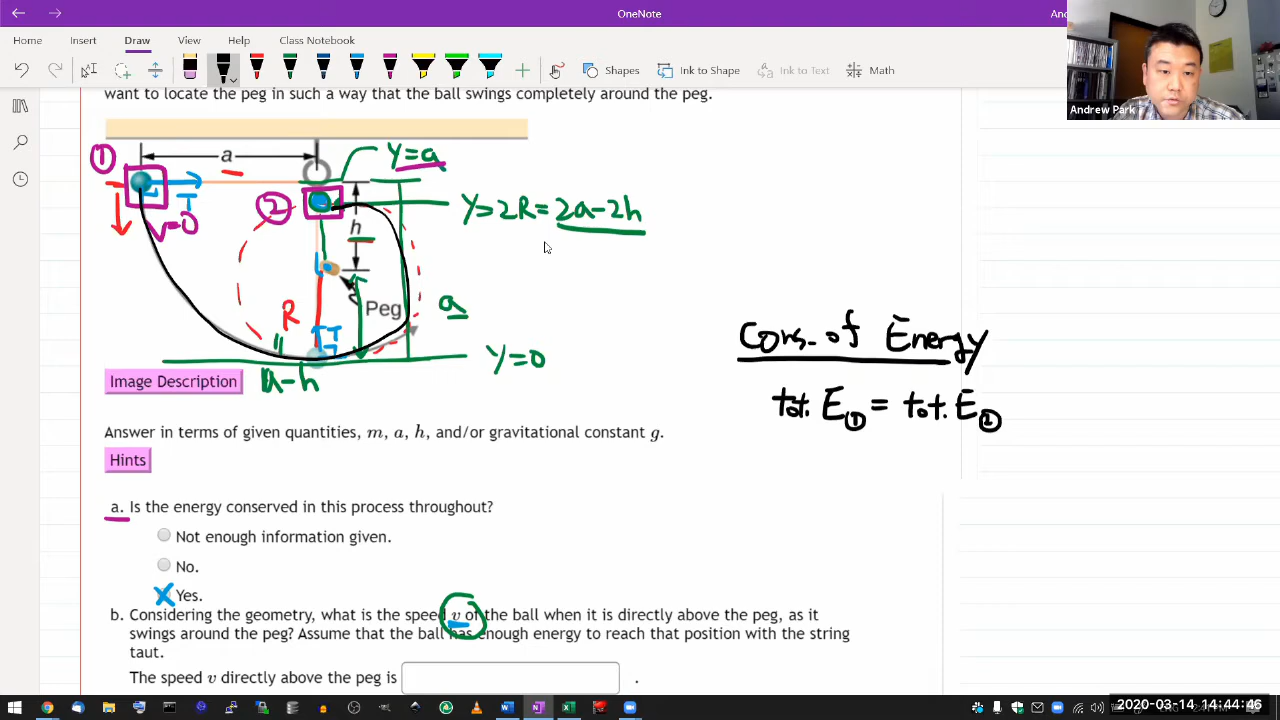 OneNote
An
Home Insert Draw View Help Class Notebook
Shapes Ink to Shape Ink to Text Math
Andrew Park
want to locate the peg in such a way that the ball swings completely around the peg.
① a y=a
T ② y=2R=2a-2h
v=0 h
R Peg a
T
y=0
a-h
Cons. of Energy
tot. E① = tot. E②
Image Description
Answer in terms of given quantities, m, a, h, and/or gravitational constant g.
Hints
a. Is the energy conserved in this process throughout?
Not enough information given.
No.
Yes.
b. Considering the geometry, what is the speed v of the ball when it is directly above the peg, as it
swings around the peg? Assume that the ball has enough energy to reach that position with the string
taut.
The speed v directly above the peg is .
2020-03-14 14:44:46